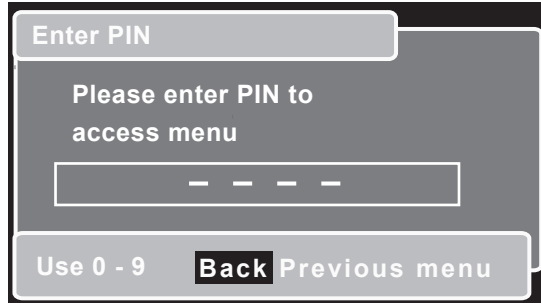 Enter PIN
Please enter PIN to
access menu
– – – –
Use 0 - 9 Back Previous menu